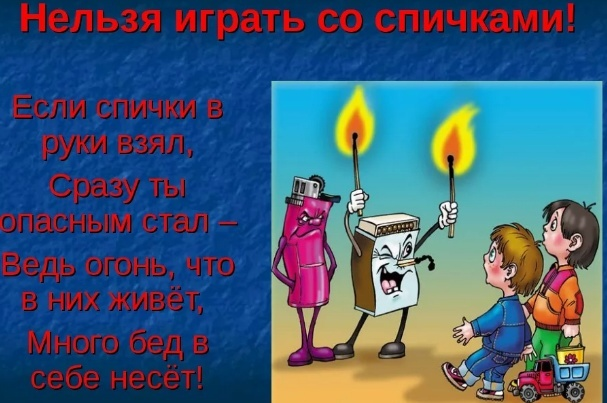 Нельзя играть со спичками!
Если спички в
руки взял,
Сразу ты
опасным стал –
Ведь огонь, что
в них живёт,
Много бед в
себе несёт!